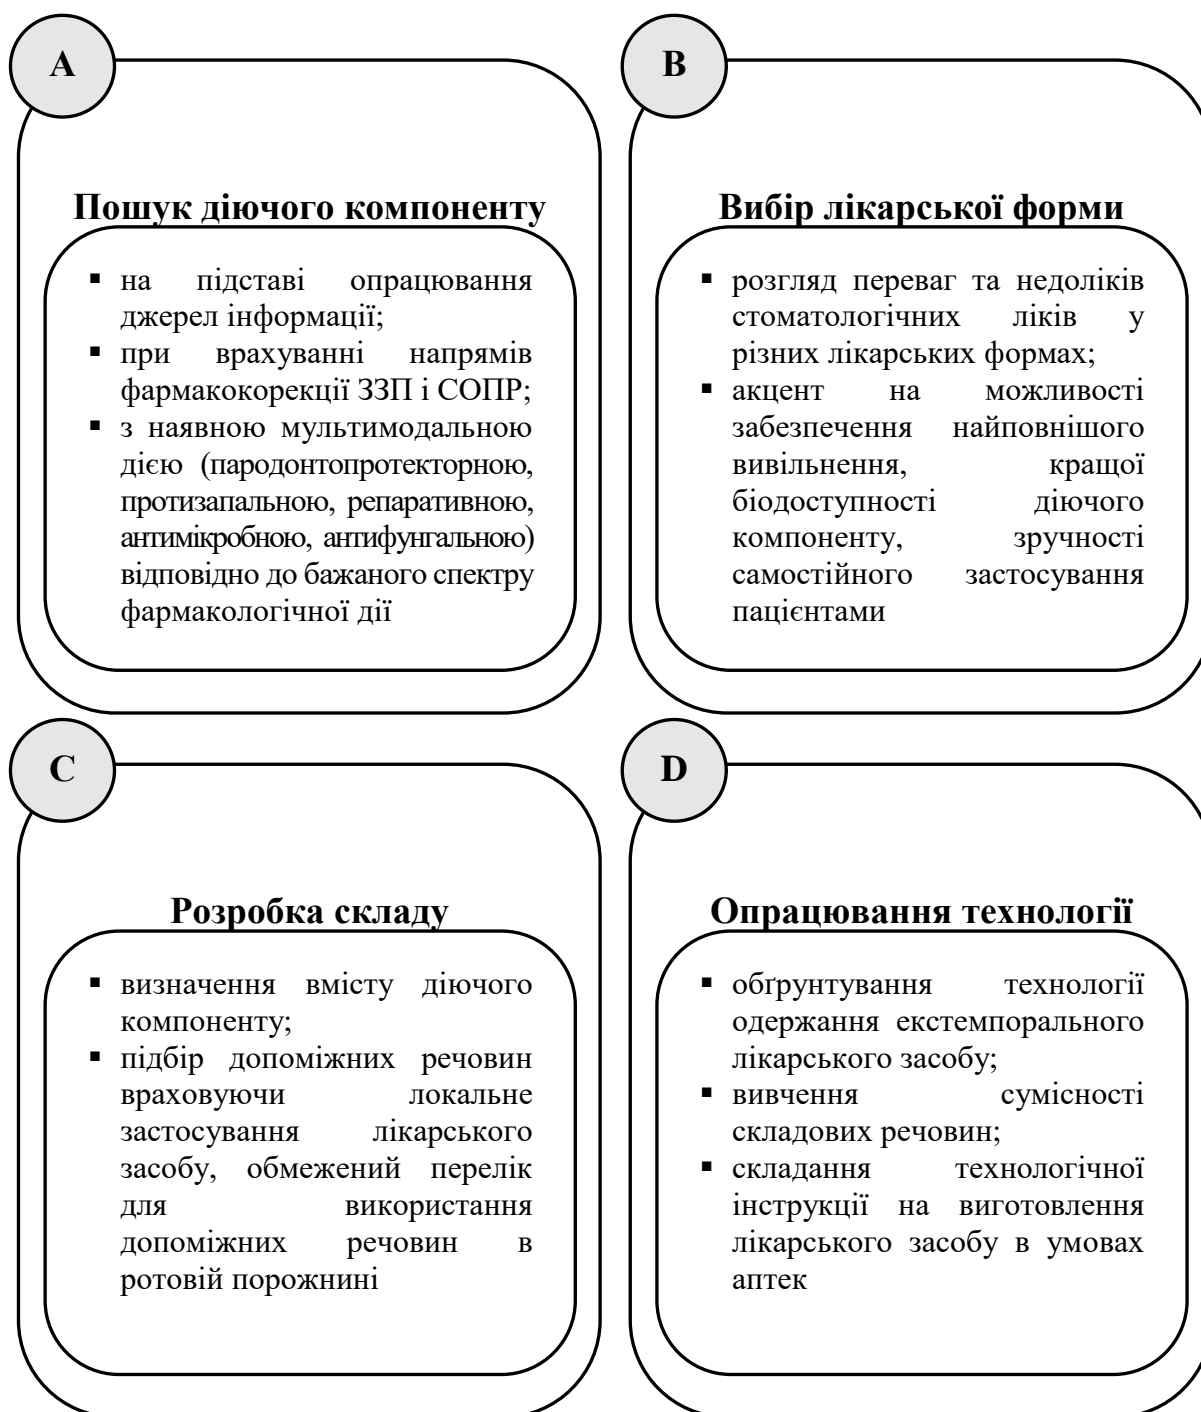 A
Пошук діючого компоненту
▪ на підставі опрацювання
джерел інформації;
▪ при врахуванні напрямів
фармакокорекції ЗЗП і СОПР;
▪ з наявною мультимодальною
дією (пародонтопротекторною,
протизапальною, репаративною,
антимікробною, антифунгальною)
відповідно до бажаного спектру
фармакологічної дії
B
Вибір лікарської форми
▪ розгляд переваг та недоліків
стоматологічних ліків у
різних лікарських формах;
▪ акцент на можливості
забезпечення найповнішого
вивільнення, кращої
біодоступності діючого
компоненту, зручності
самостійного застосування
пацієнтами
C
Розробка складу
▪ визначення вмісту діючого
компоненту;
▪ підбір допоміжних речовин
враховуючи локальне
застосування лікарського
засобу, обмежений перелік
для використання
допоміжних речовин в
ротовій порожнині
D
Опрацювання технології
▪ обґрунтування технології
одержання екстемпорального
лікарського засобу;
▪ вивчення сумісності
складових речовин;
▪ складання технологічної
інструкції на виготовлення
лікарського засобу в умовах
аптек